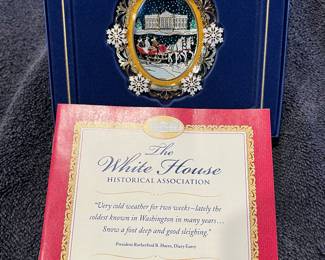 The
White House
HISTORICAL ASSOCIATION
"Very cold weather for two weeks—lately the
coldest known in Washington in many years...
Snow a foot deep and good sleighing."
President Rutherford B. Hayes, Diary Entry